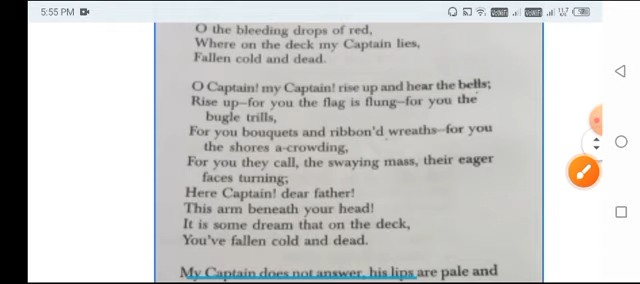 5:55 PM
O the bleeding drops of red,
Where on the deck my Captain lies,
Fallen cold and dead.
O Captain! my Captain! rise up and hear the bells;
Rise up—for you the flag is flung—for you the
bugle trills,
For you bouquets and ribbon'd wreaths—for you
the shores a-crowding,
For you they call, the swaying mass, their eager
faces turning;
Here Captain! dear father!
This arm beneath your head!
It is some dream that on the deck,
You've fallen cold and dead.
My Captain does not answer, his lips are pale and